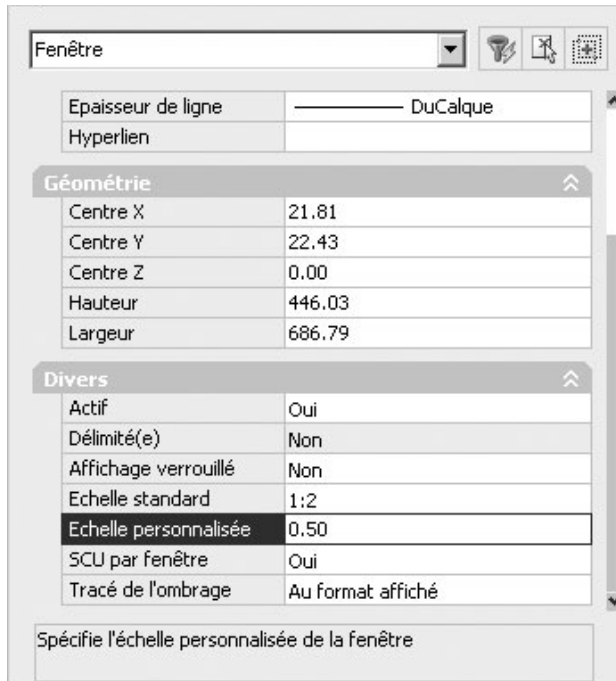 Fenêtre
Epaisseur de ligne DuCalque
Hyperlien
Géométrie
Centre X 21.81
Centre Y 22.43
Centre Z 0.00
Hauteur 446.03
Largeur 686.79
Divers
Actif Oui
Délimité(e) Non
Affichage verrouillé Non
Echelle standard 1:2
Echelle personnalisée 0.50
SCU par fenêtre Oui
Tracé de l'ombrage Au format affiché
Spécifie l'échelle personnalisée de la fenêtre